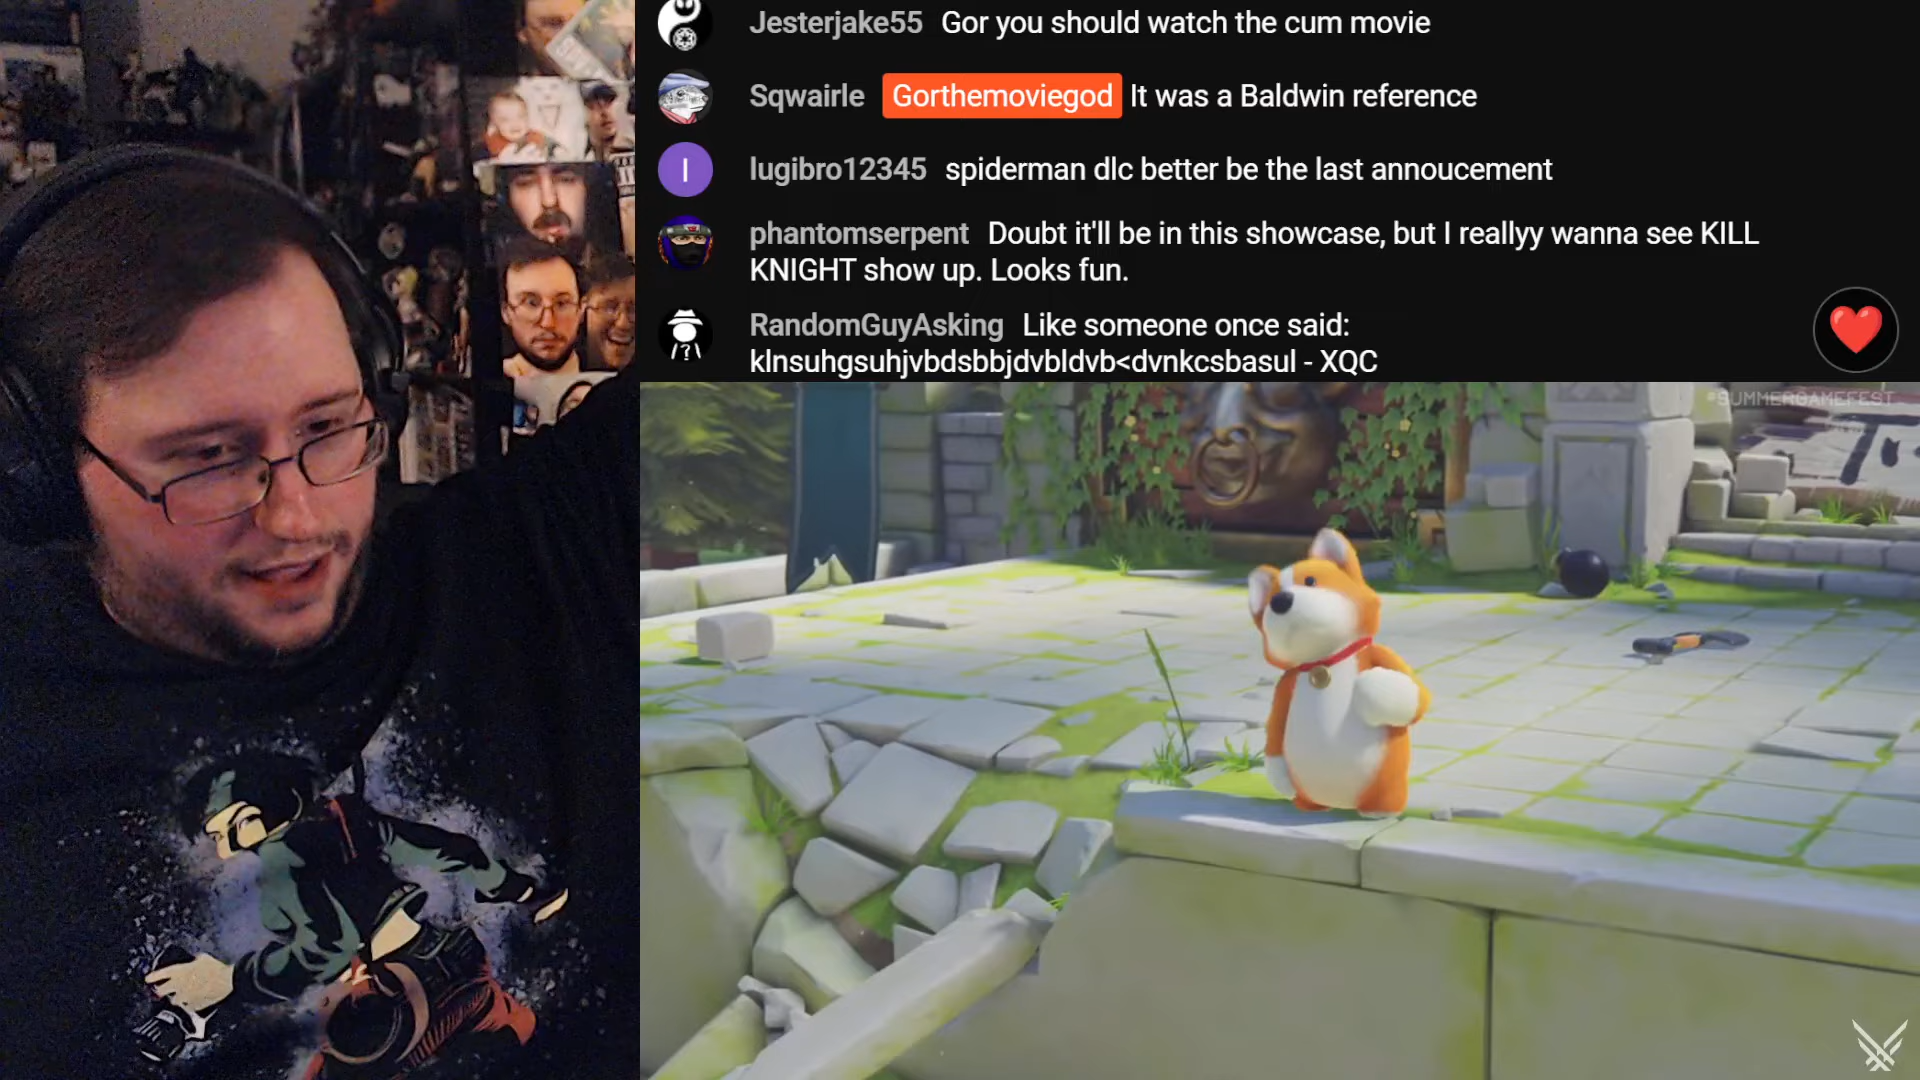 Jesterjake55 Gor you should watch the cum movie
Sqwairle Gorthemoviegod It was a Baldwin reference
I lugibro12345 spiderman dlc better be the last annoucement
phantomserpent Doubt it'll be in this showcase, but I reallyy wanna see KILL
KNIGHT show up. Looks fun.
RandomGuyAsking Like someone once said:
klnsuhgsuhjvbdsbbjdvbldvb<dvnkcsbasul - XQC
#SUMMERGAMEFEST